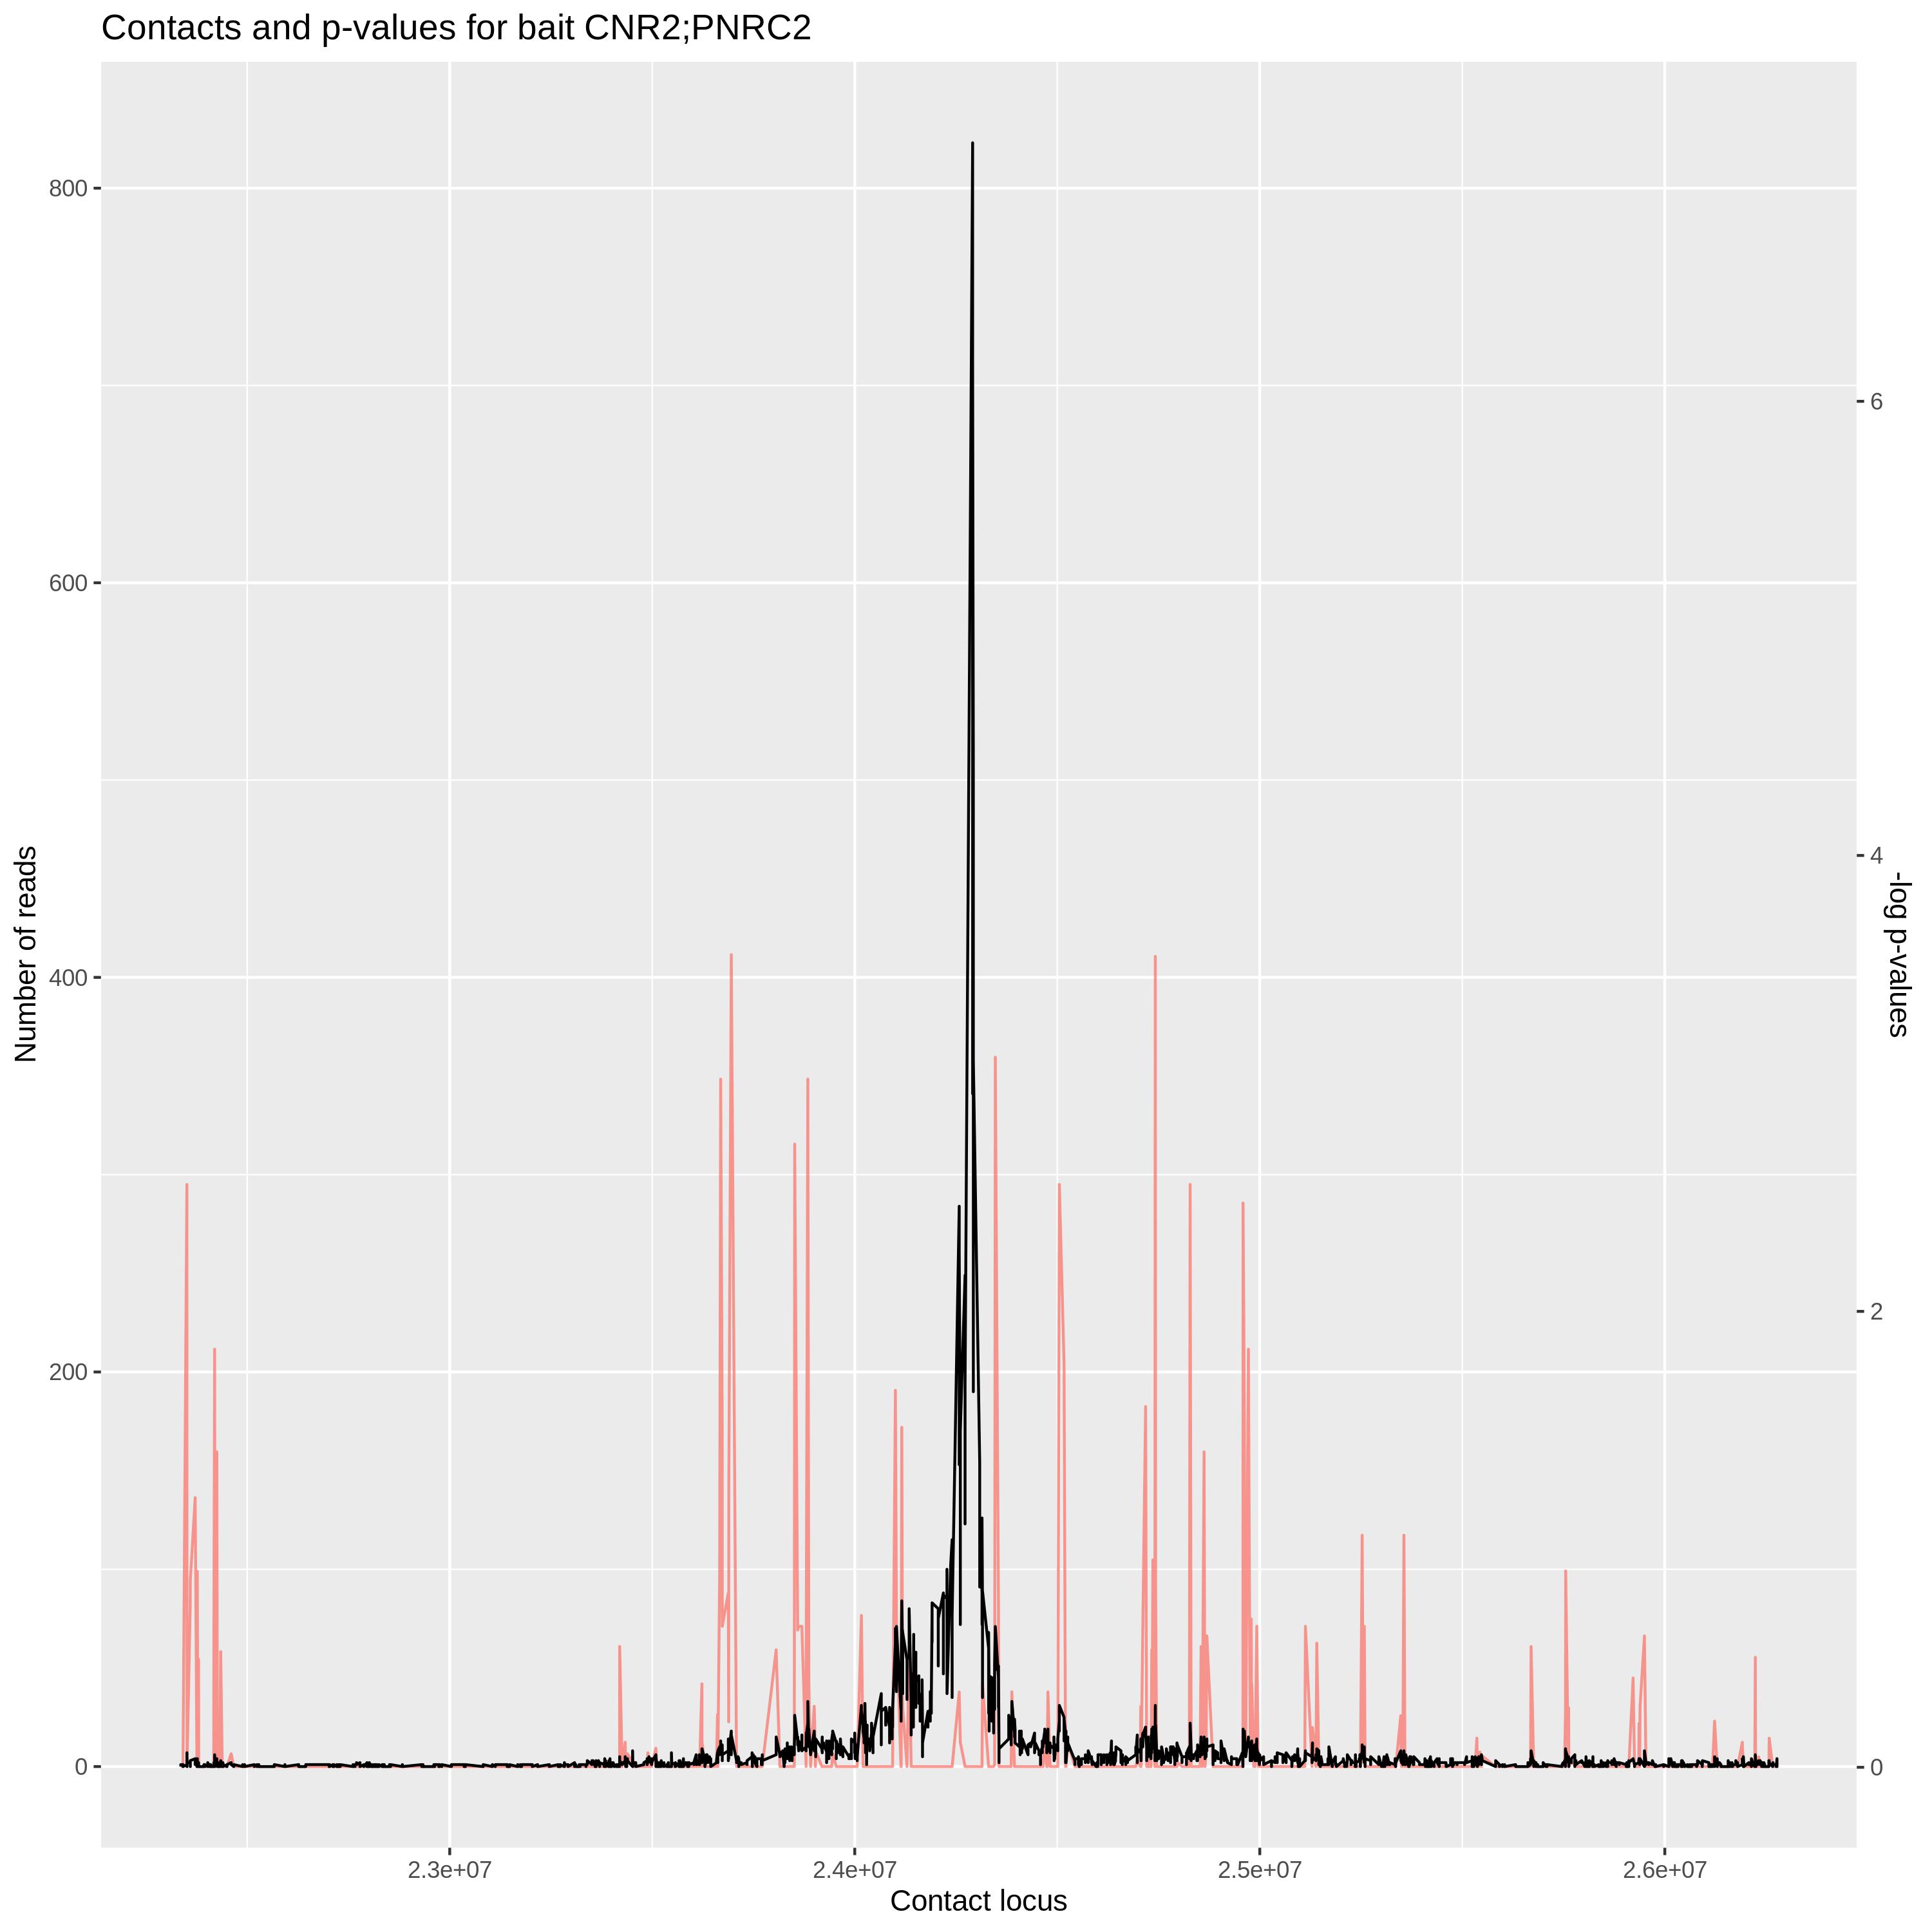 Contacts and p-values for bait CNR2;PNRC2
800
600
400
200
0
Number of reads
6
4
2
0
-log p-values
2.3e+07
2.4e+07
2.5e+07
2.6e+07
Contact locus